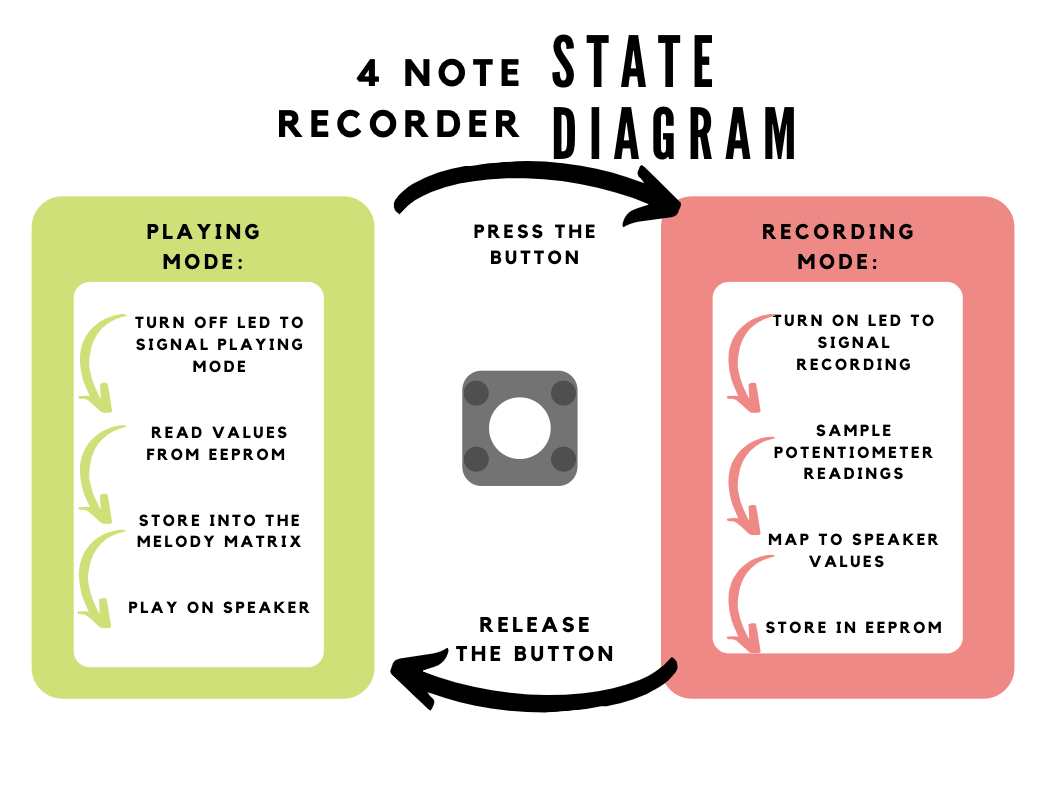 4 NOTE
RECORDER
STATE
DIAGRAM
PLAYING
MODE:
TURN OFF LED TO
SIGNAL PLAYING
MODE
READ VALUES
FROM EEPROM
STORE INTO THE
MELODY MATRIX
PLAY ON SPEAKER
PRESS THE
BUTTON
RELEASE
THE BUTTON
RECORDING
MODE:
TURN ON LED TO
SIGNAL
RECORDING
SAMPLE
POTENTIOMETER
READINGS
MAP TO SPEAKER
VALUES
STORE IN EEPROM